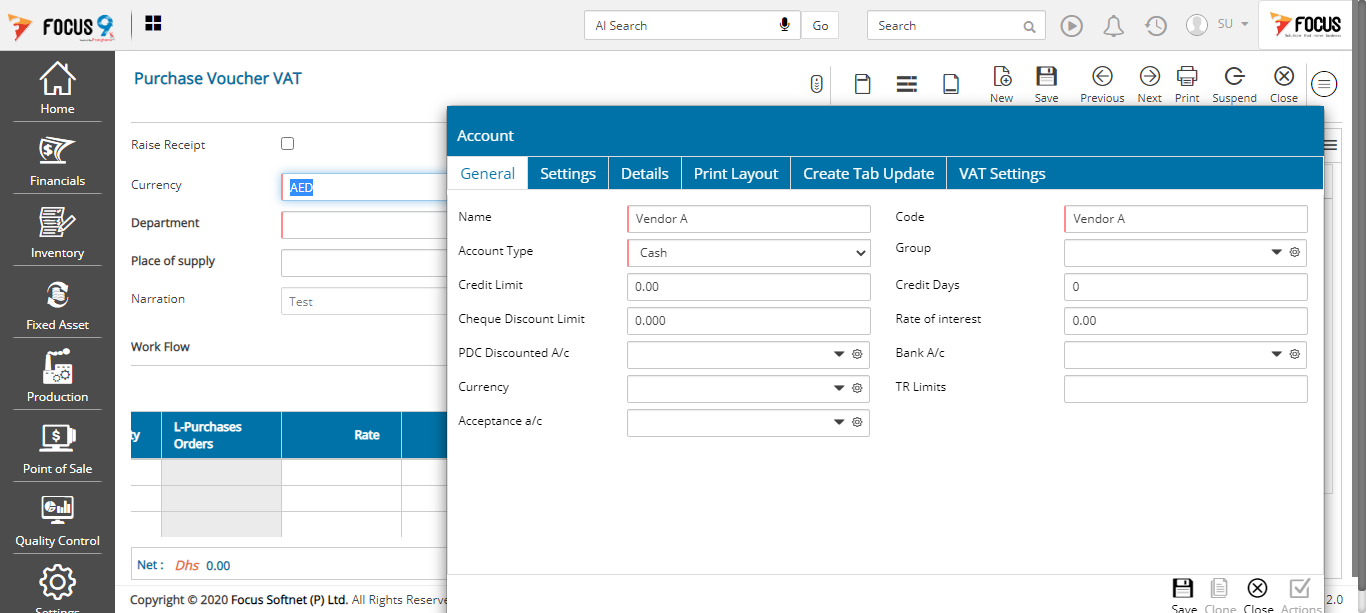 FOCUS 9
AI Search
Go
Search
SU
FOCUS
Home
Financials
Inventory
Fixed Asset
Production
Point of Sale
Quality Control
Settings
Purchase Voucher VAT
New
Save
Previous
Next
Print
Suspend
Close
Raise Receipt
Currency
AED
Department
Place of supply
Narration
Test
Work Flow
ty
L-Purchases
Orders
Rate
Net :
Dhs
0.00
Copyright © 2020 Focus Softnet (P) Ltd. All Rights Reserve
2.0
Account
General
Settings
Details
Print Layout
Create Tab Update
VAT Settings
Name
Vendor A
Code
Vendor A
Account Type
Cash
Group
Credit Limit
0.00
Credit Days
0
Cheque Discount Limit
0.000
Rate of interest
0.00
PDC Discounted A/c
Bank A/c
Currency
TR Limits
Acceptance a/c
Save
Clone
Close
Actions